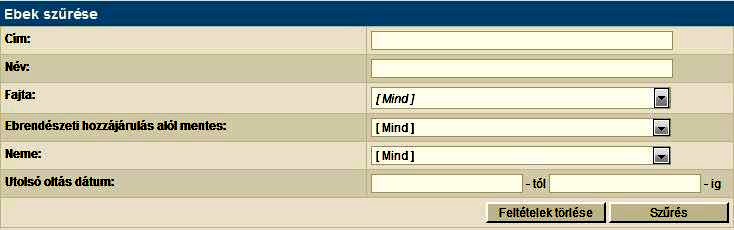 Ebek szűrése
Cím:
Név:
Fajta: [ Mind ]
Ebrendészeti hozzájárulás alól mentes: [ Mind ]
Neme: [ Mind ]
Utolsó oltás dátum: - tól - ig
Feltételek törlése Szűrés